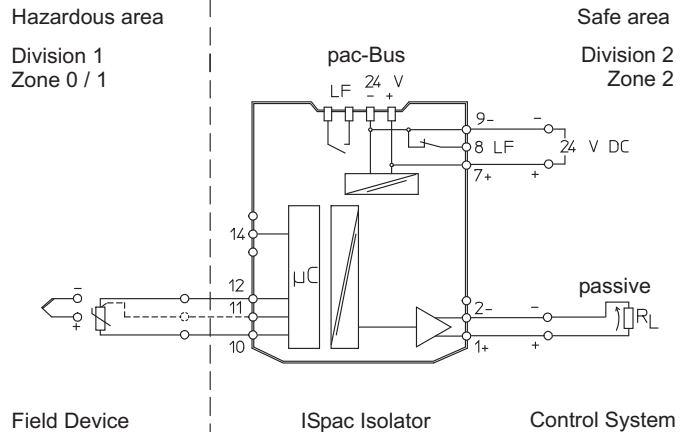 Hazardous area
Safe area
Division 1
Zone 0 / 1
pac-Bus
Division 2
Zone 2
LF 24 V
- +
9- -
8 LF 24 V DC
7+ +
14
µC
12
11
10
- 
+
passive
2- -
RL
1+ +
Field Device
ISpac Isolator
Control System